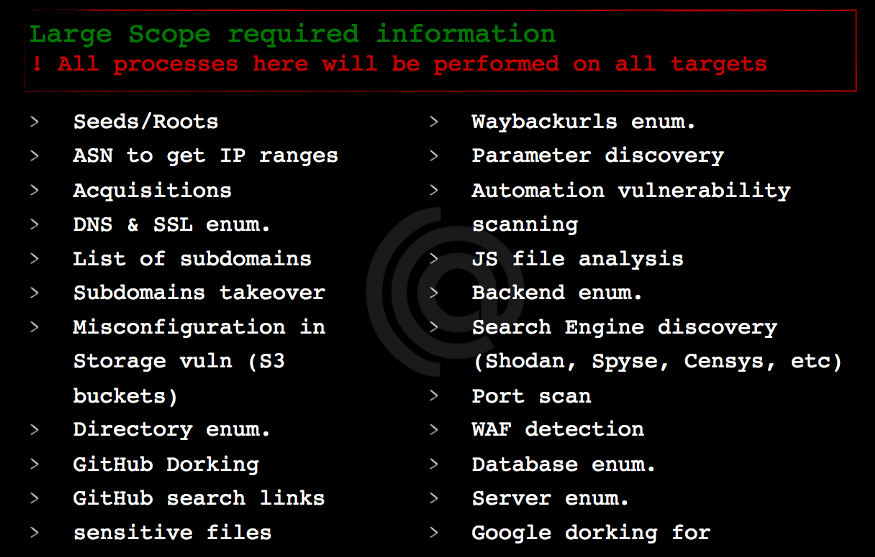 Large Scope required information
! All processes here will be performed on all targets
> Seeds/Roots
> ASN to get IP ranges
> Acquisitions
> DNS & SSL enum.
> List of subdomains
> Subdomains takeover
> Misconfiguration in
Storage vuln (S3
buckets)
> Directory enum.
> GitHub Dorking
> GitHub search links
> sensitive files
> Waybackurls enum.
> Parameter discovery
> Automation vulnerability
scanning
> JS file analysis
> Backend enum.
> Search Engine discovery
(Shodan, Spyse, Censys, etc)
> Port scan
> WAF detection
> Database enum.
> Server enum.
> Google dorking for